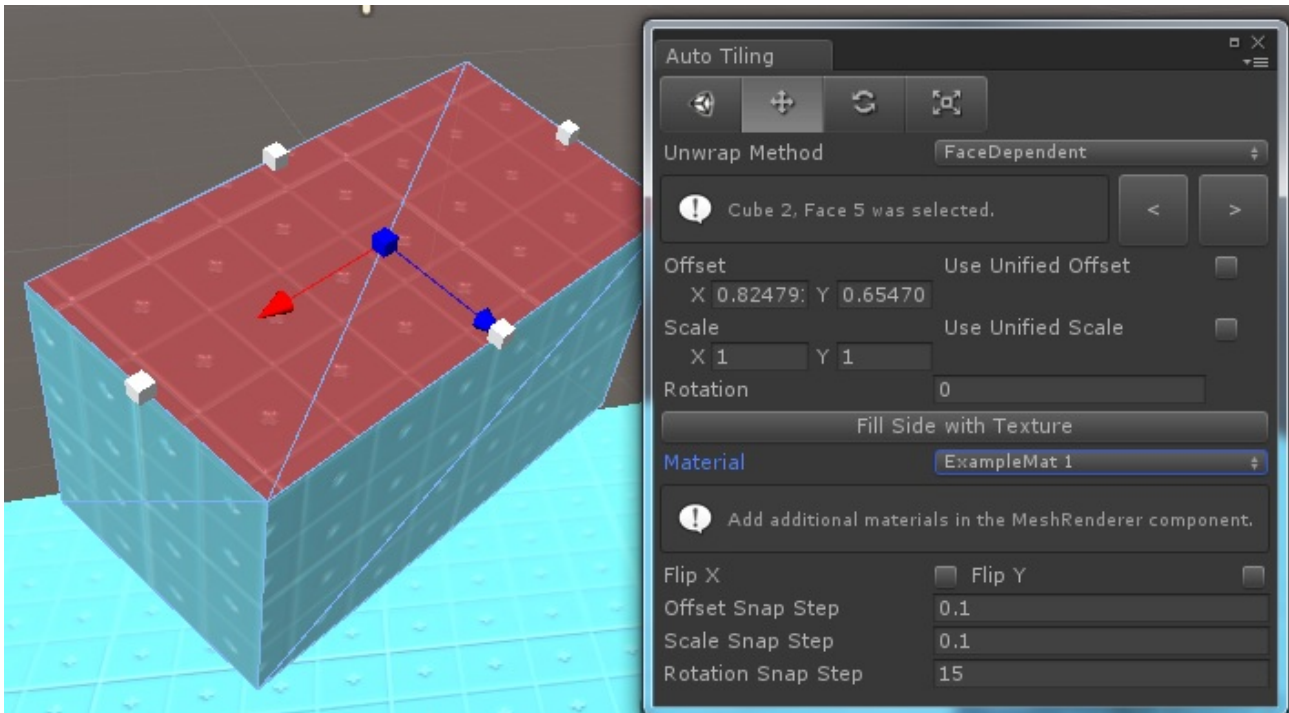 Auto Tiling
Unwrap Method FaceDependent
Cube 2, Face 5 was selected. < >
Offset Use Unified Offset
X 0.82479: Y 0.65470
Scale Use Unified Scale
X 1 Y 1
Rotation 0
Fill Side with Texture
Material ExampleMat 1
Add additional materials in the MeshRenderer component.
Flip X Flip Y
Offset Snap Step 0.1
Scale Snap Step 0.1
Rotation Snap Step 15